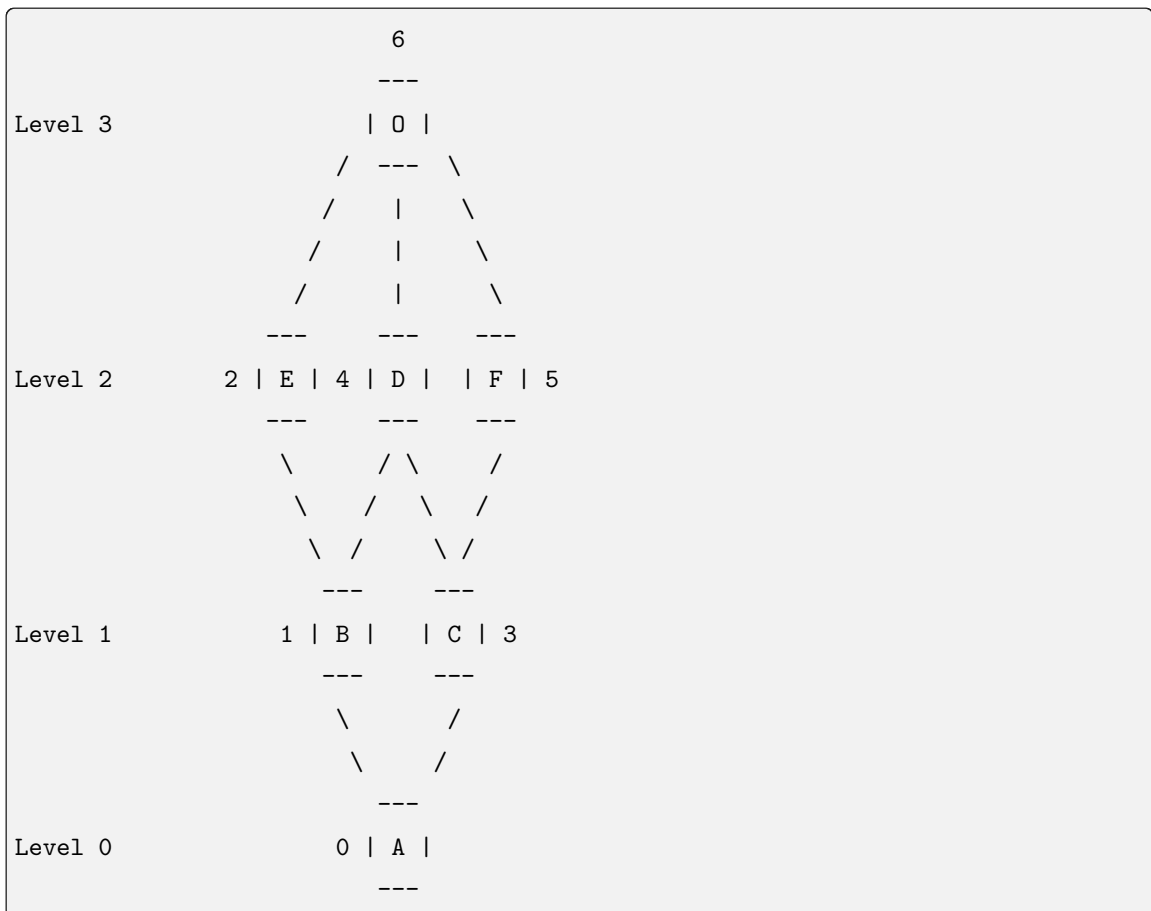 6
---
Level 3 | O |
/ --- \
/ | \
/ | \
/ | \
--- --- ---
Level 2 2 | E | 4 | D | | F | 5
--- --- ---
\ / \ /
\ / \ /
\ / \ /
--- ---
Level 1 1 | B | | C | 3
--- ---
\ /
\ /
---
Level 0 0 | A |
---